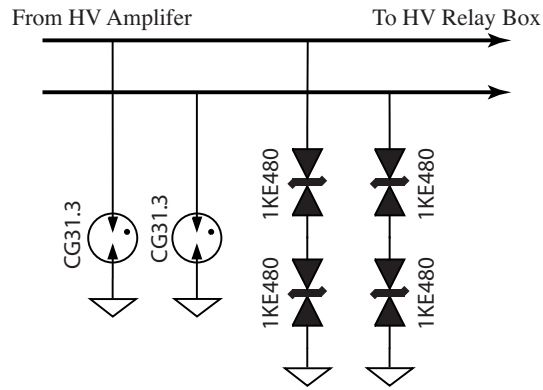 From HV Amplifer
To HV Relay Box
CG31.3
CG31.3
1KE480
1KE480
1KE480
1KE480